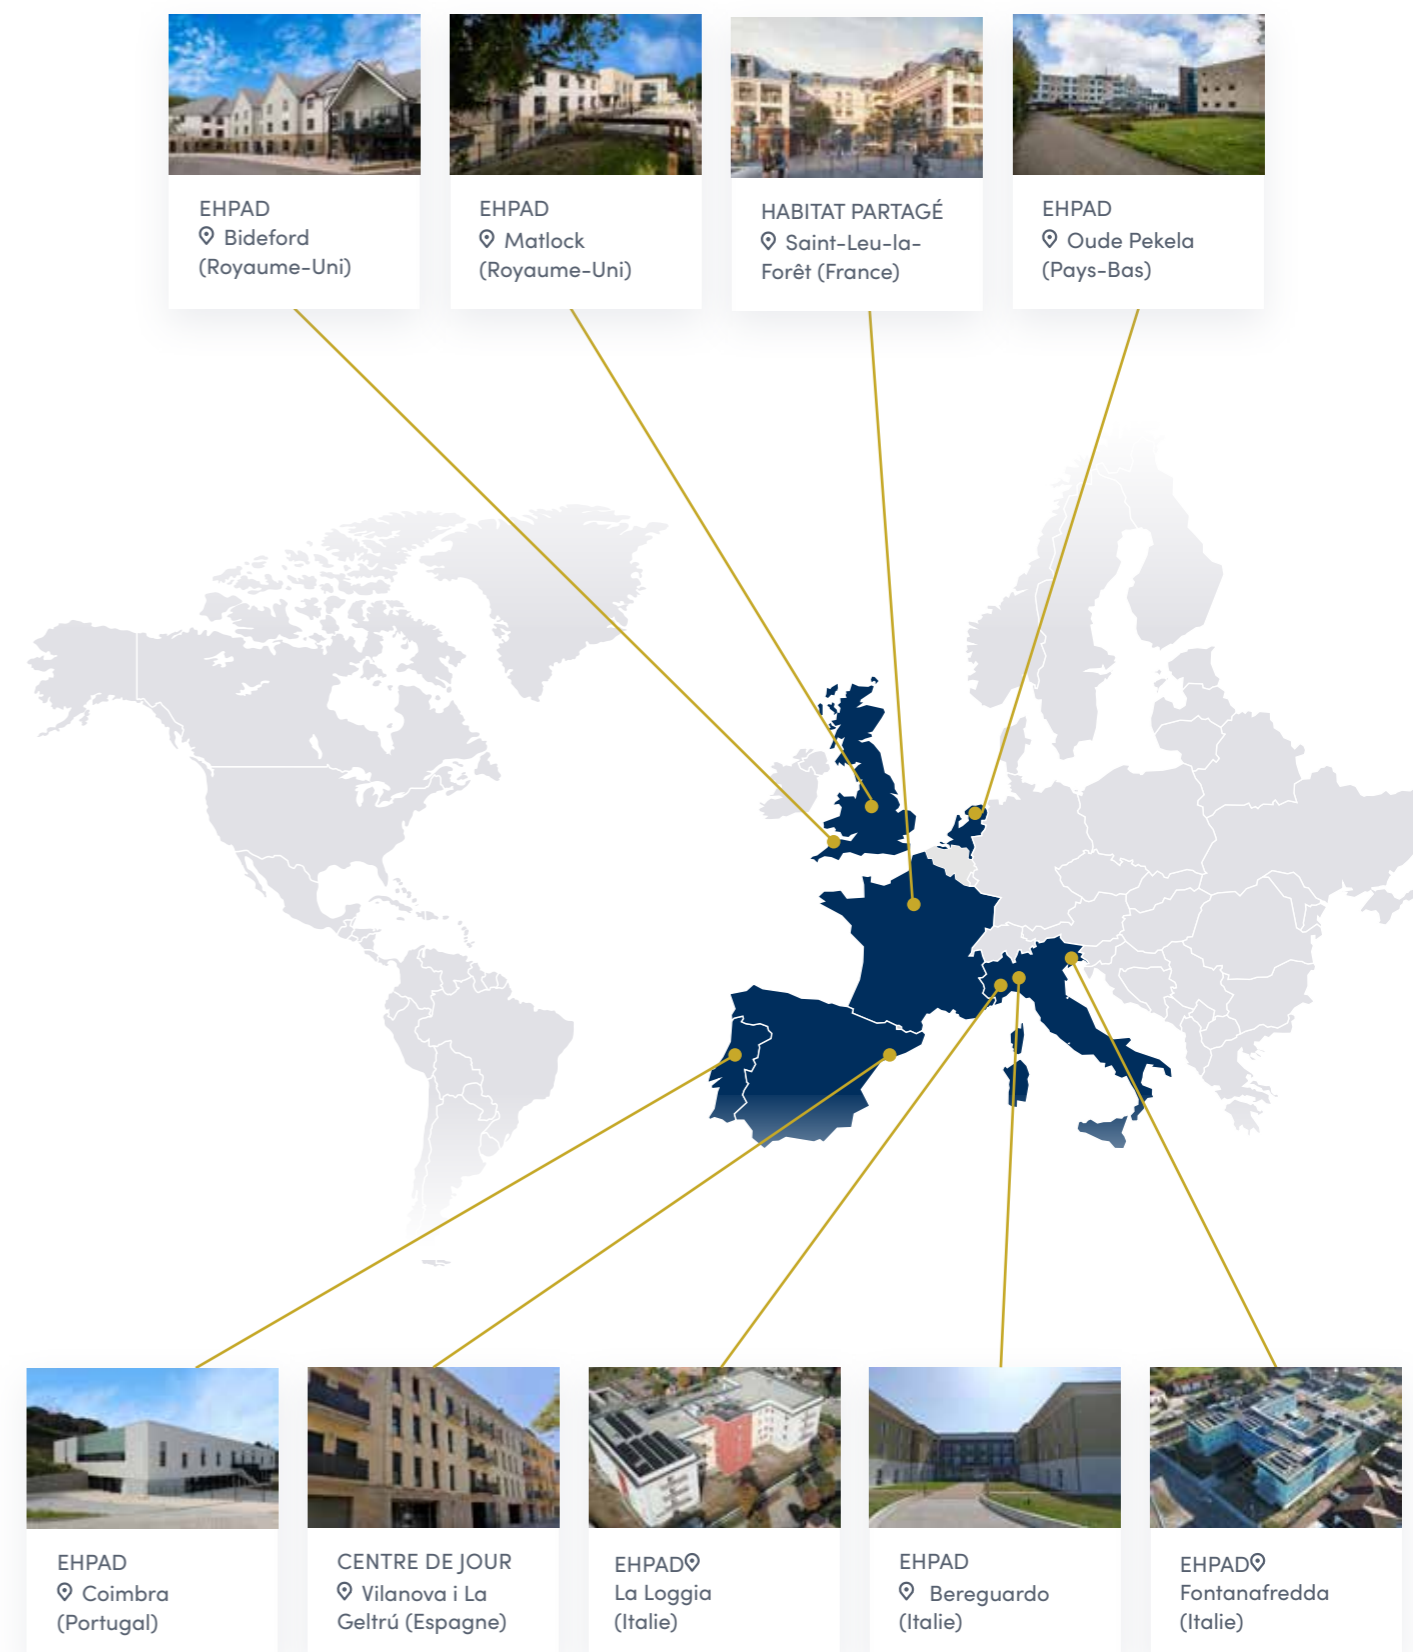 EHPAD
Bideford
(Royaume-Uni)
EHPAD
Matlock
(Royaume-Uni)
HABITAT PARTAGÉ
Saint-Leu-la-
Forêt (France)
EHPAD
Oude Pekela
(Pays-Bas)
EHPAD
Coimbra
(Portugal)
CENTRE DE JOUR
Vilanova i La
Geltrú (Espagne)
EHPAD
La Loggia
(Italie)
EHPAD
Bereguardo
(Italie)
EHPAD
Fontanafredda
(Italie)